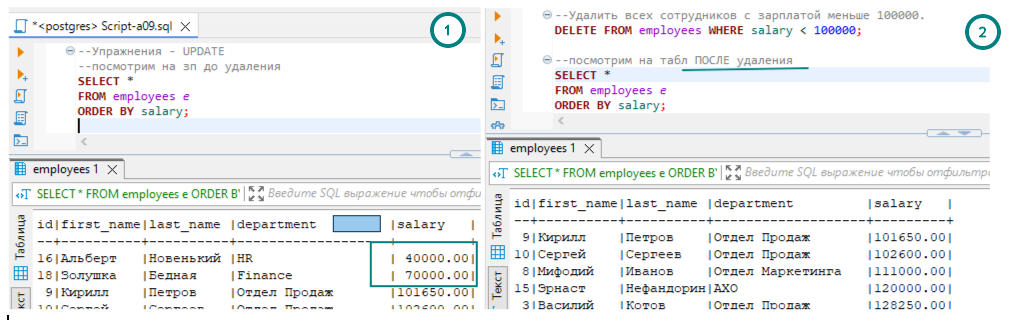 *<postgres> Script-a09.sql
1
--Упражнения - UPDATE
--посмотрим на зп до удаления
SELECT *
FROM employees e
ORDER BY salary;
employees 1
SELECT * FROM employees e ORDER B'
Введите SQL выражение чтобы отфи
Таблица
id|first_name|last_name |department |salary |
--+----------+----------+--------------------+---------+
16|Альберт |Новенький |HR | 40000.00|
18|Золушка |Бедная |Finance | 70000.00|
9|Кирилл |Петров |Отдел Продаж |101650.00|
10|Сергей |Сергеев |Отдел Продаж |102600.00|
--Удалить всех сотрудников с зарплатой меньше 100000.
DELETE FROM employees WHERE salary < 100000;
2
--посмотрим на табл ПОСЛЕ удаления
SELECT *
FROM employees e
ORDER BY salary;
employees 1
SELECT * FROM employees e ORDER B'
Введите SQL выражение чтобы отфильтр
Таблица
Текст
id|first_name|last_name |department |salary |
--+----------+----------+--------------------+---------+
9|Кирилл |Петров |Отдел Продаж |101650.00|
10|Сергей |Сергеев |Отдел Продаж |102600.00|
8|Мифодий |Иванов |Отдел Маркетинга |111000.00|
15|Эрнаст |Нефандорин|АХО |120000.00|
3|Василий |Котов |Отдел Продаж |128250.00|